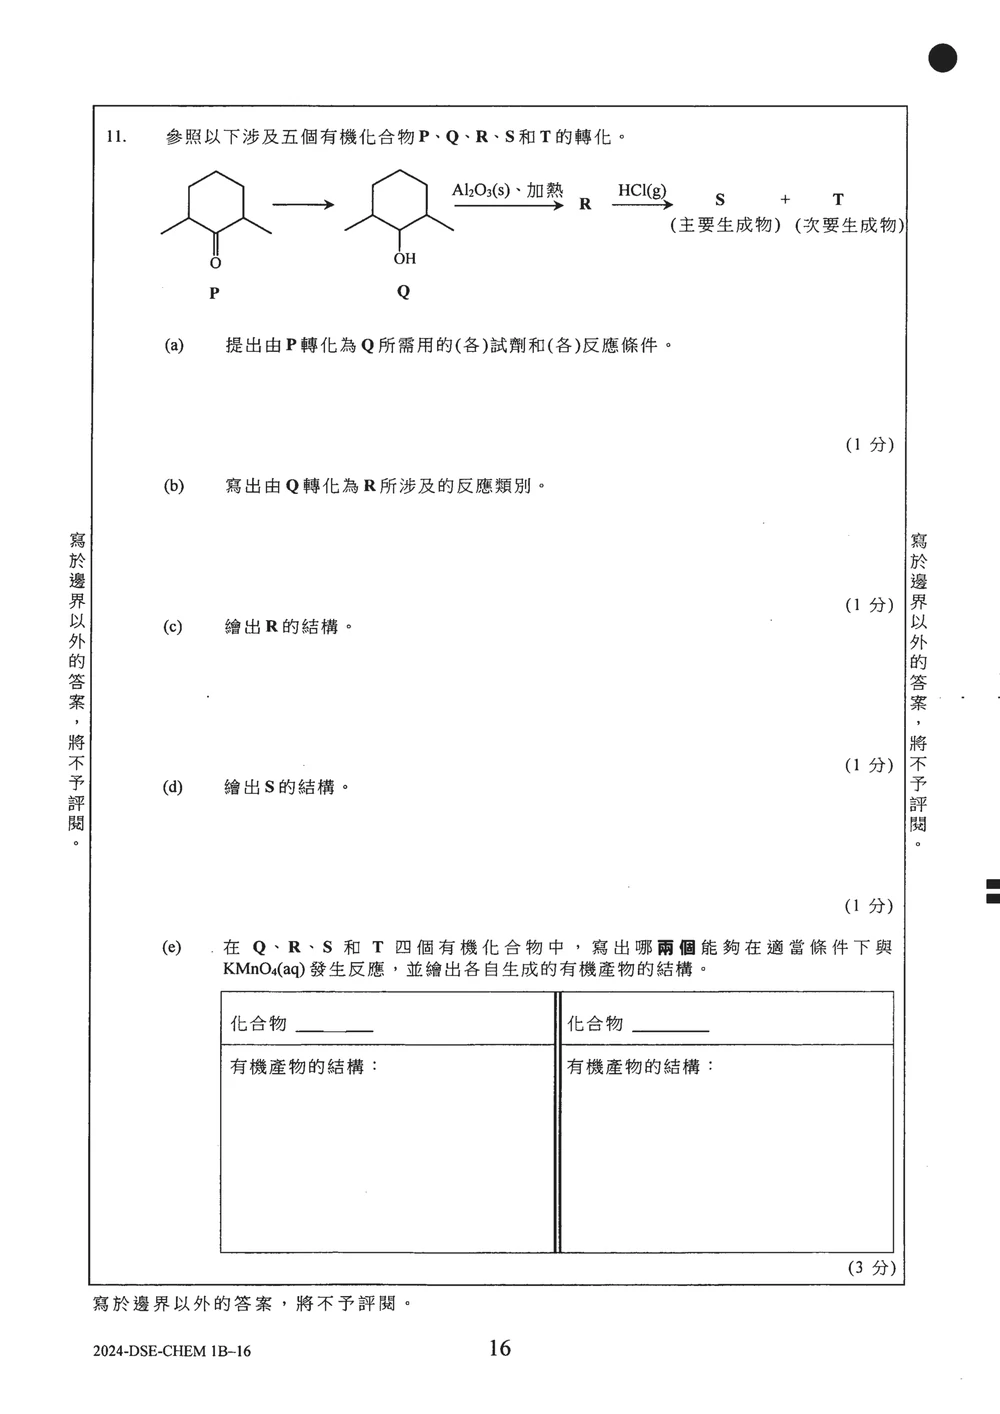 11. 參照以下涉及五個有機化合物P、Q、R、S和T的轉化。
Al₂O₃(s)、加熱 R HCl(g) S + T
(主要生成物) (次要生成物)
O OH
P Q
(a) 提出由P轉化為Q所需用的(各)試劑和(各)反應條件。
(1 分)
(b) 寫出由Q轉化為R所涉及的反應類別。
(1 分)
(c) 繪出R的結構。
(1 分)
(d) 繪出S的結構。
(1 分)
(e) 在 Q、R、S 和 T 四個有機化合物中，寫出哪兩個能夠在適當條件下與
KMnO₄(aq)發生反應，並繪出各自生成的有機產物的結構。
化合物 ________ 化合物 ________
有機產物的結構： 有機產物的結構：
(3 分)
寫於邊界以外的答案，將不予評閱。
寫於邊界以外的答案，將不予評閱。
寫於邊界以外的答案，將不予評閱。
2024-DSE-CHEM 1B–16
16